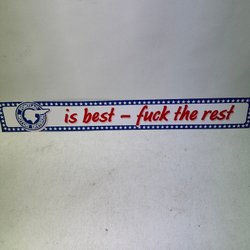 is best – fuck the rest